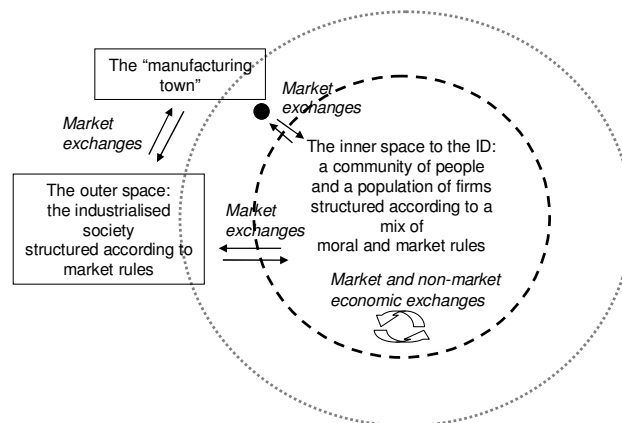 The “manufacturing
town”
Market
exchanges
Market
exchanges
The outer space:
the industrialised
society
structured according to
market rules
Market
exchanges
The inner space to the ID:
a community of people
and a population of firms
structured according to a
mix of
moral and market rules
Market and non-market
economic exchanges